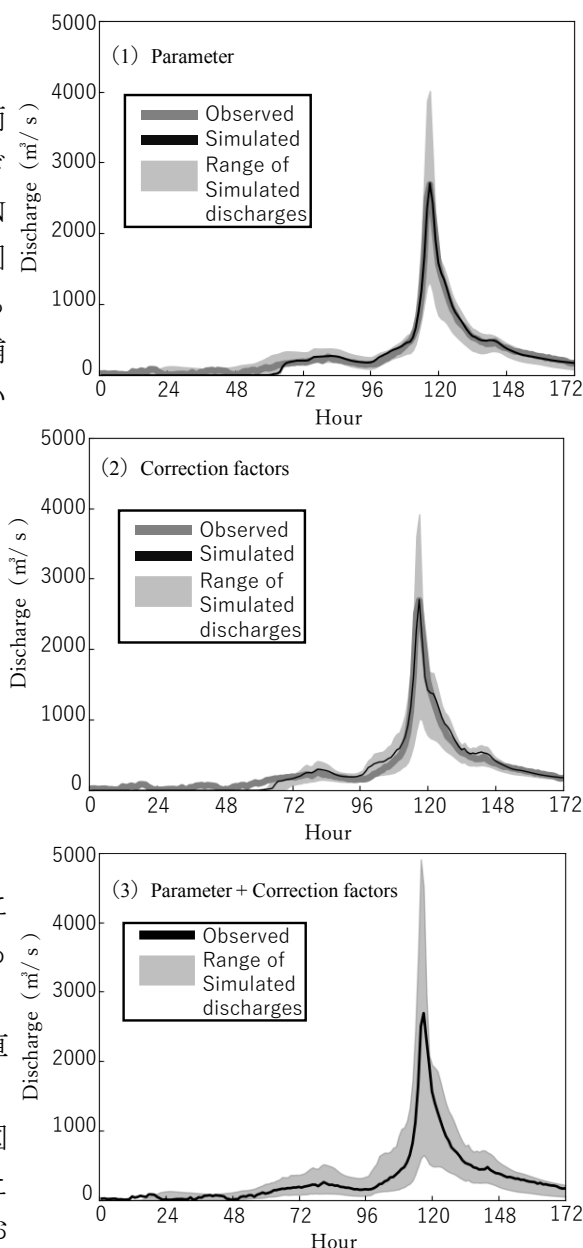 5000
(1) Parameter
4000
Observed
Simulated
Range of
Simulated
discharges
3000
2000
1000
0
Discharge (m³/ s )
0 24 48 72 96 120 148 172
Hour
5000
(2) Correction factors
4000
Observed
Simulated
Range of
Simulated
discharges
3000
2000
1000
0
Discharge (m³/ s )
0 24 48 72 96 120 148 172
Hour
5000
(3) Parameter + Correction factors
4000
Observed
Range of
Simulated
discharges
3000
2000
1000
0
Discharge (m³/ s )
0 24 48 72 96 120 148 172
Hour